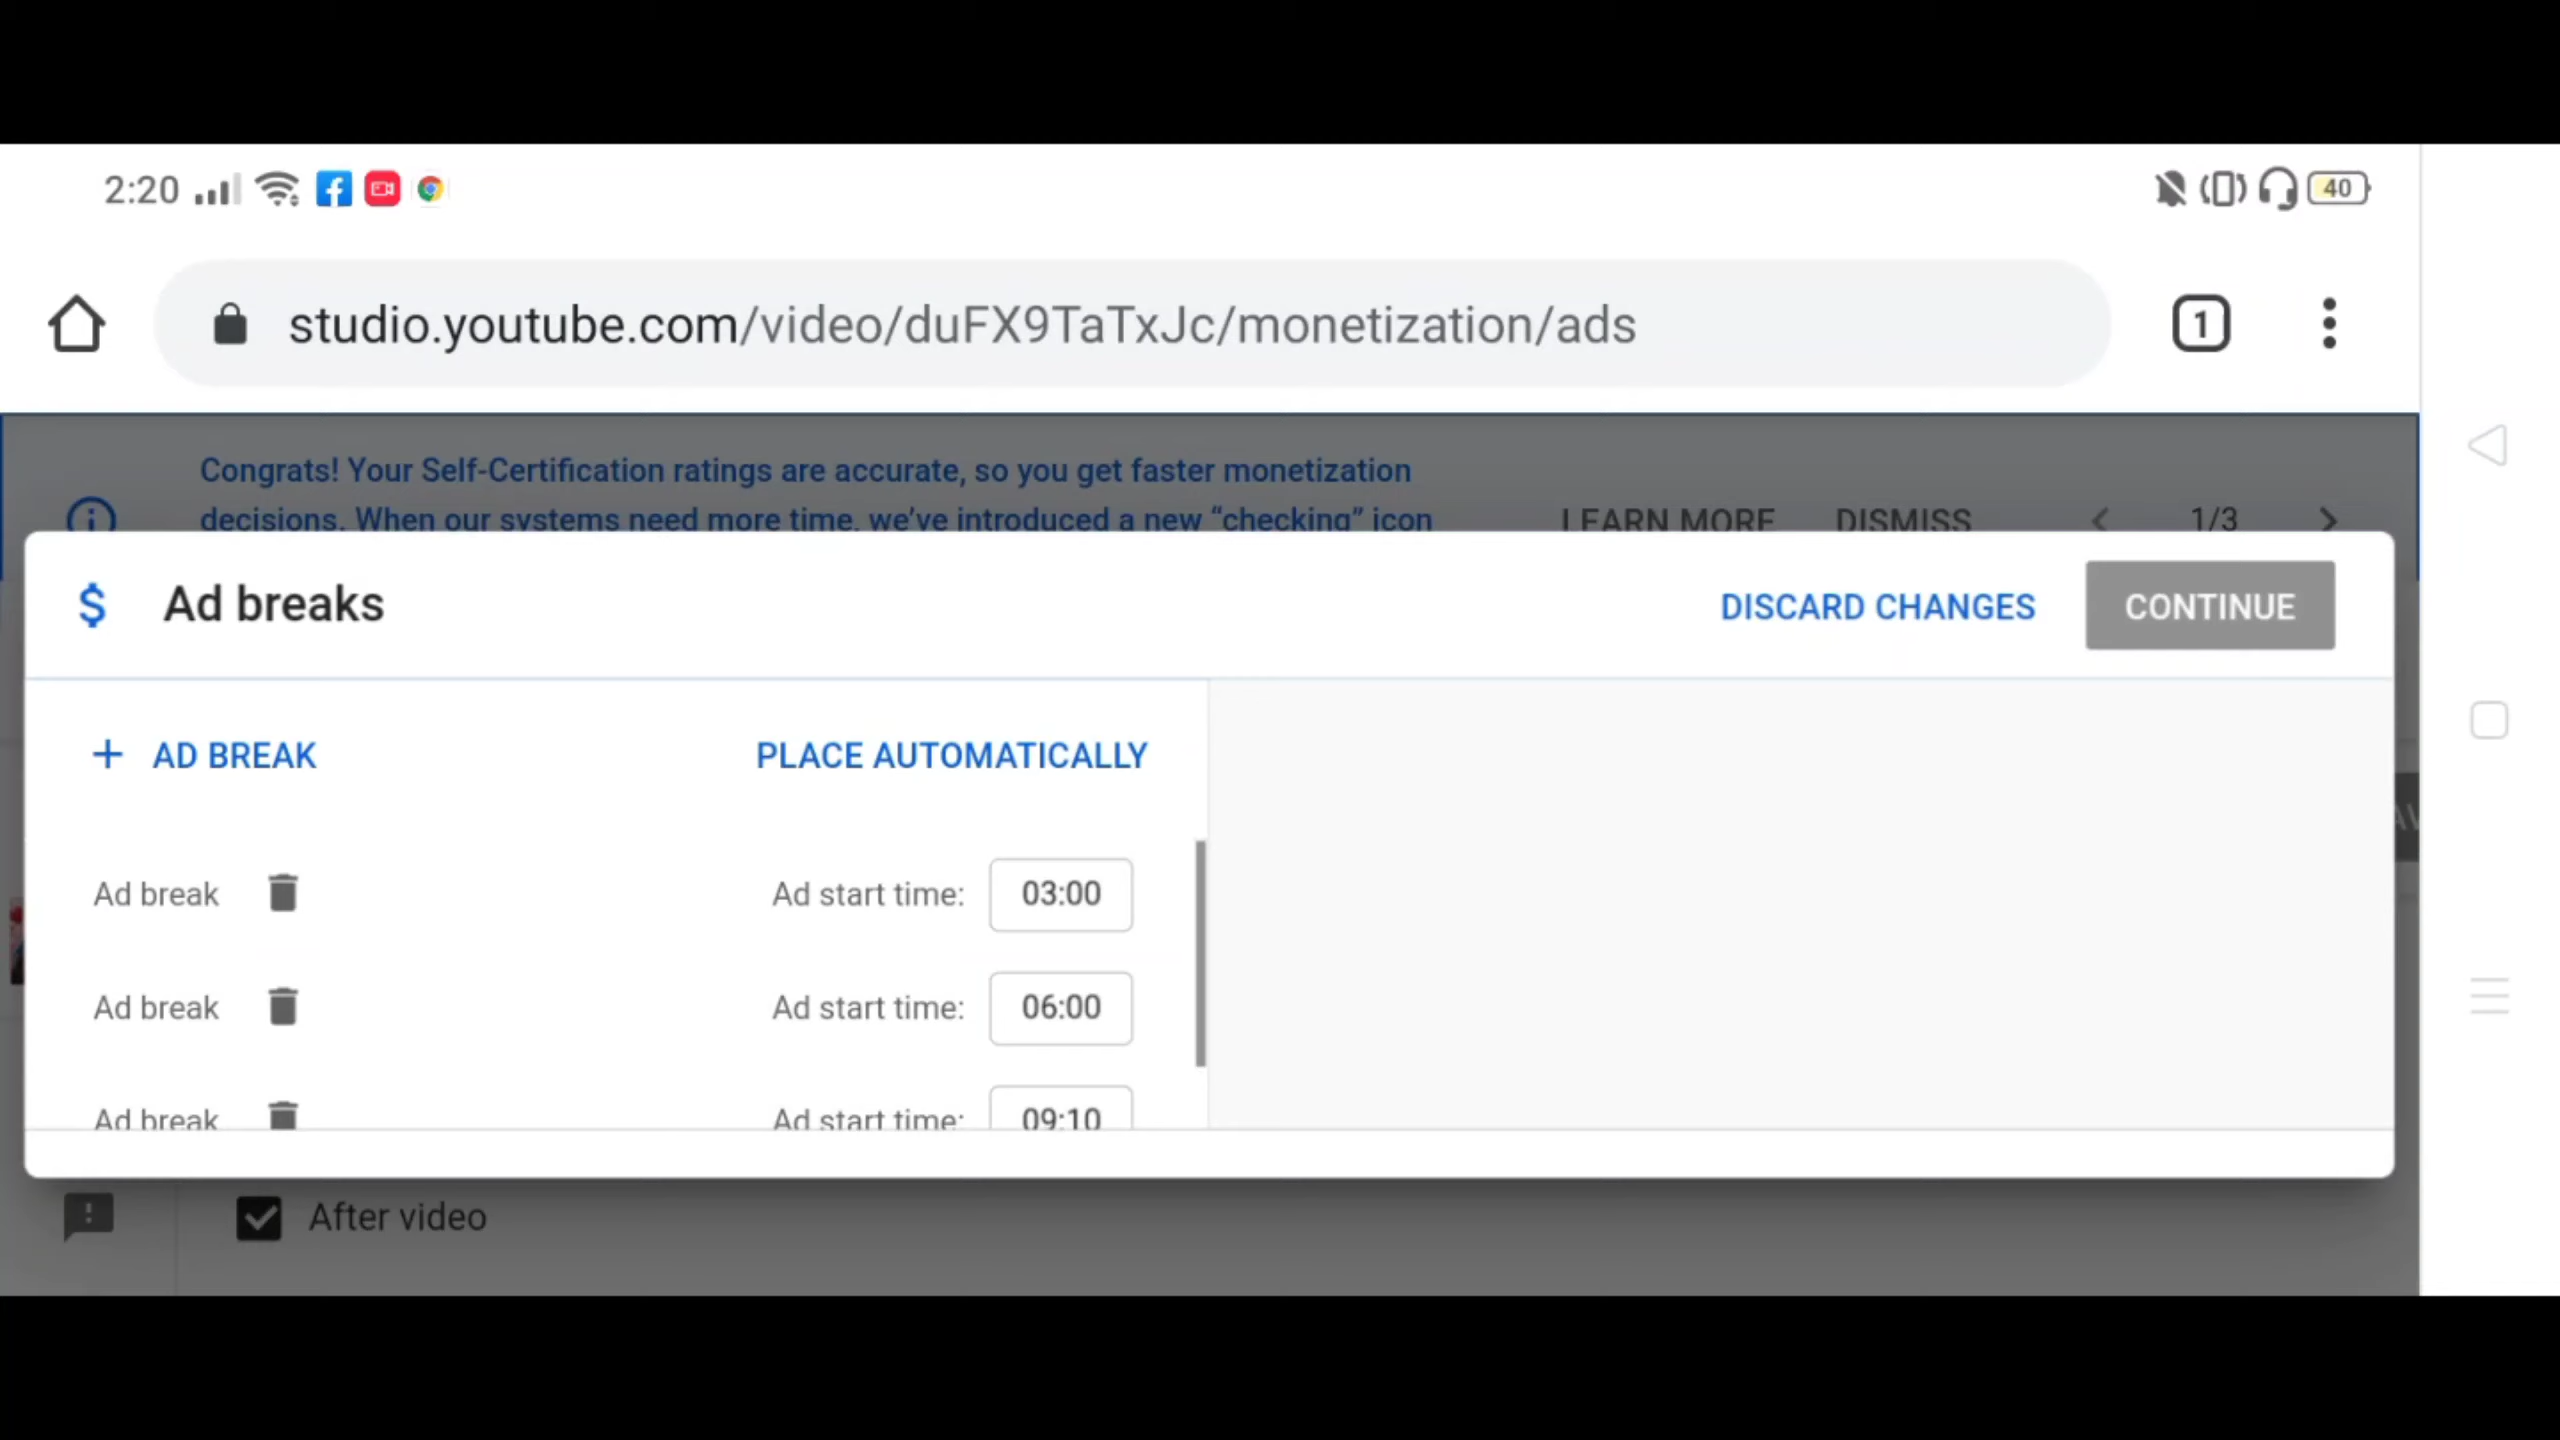 2:20
40
studio.youtube.com/video/duFX9TaTxJc/monetization/ads
1
Congrats! Your Self-Certification ratings are accurate, so you get faster monetization
decisions. When our systems need more time, we've introduced a new “checking” icon
LEARN MORE
DISMISS
1/3
$ Ad breaks
DISCARD CHANGES
CONTINUE
+ AD BREAK
PLACE AUTOMATICALLY
Ad break
Ad start time: 03:00
Ad break
Ad start time: 06:00
Ad break
Ad start time: 09:10
After video